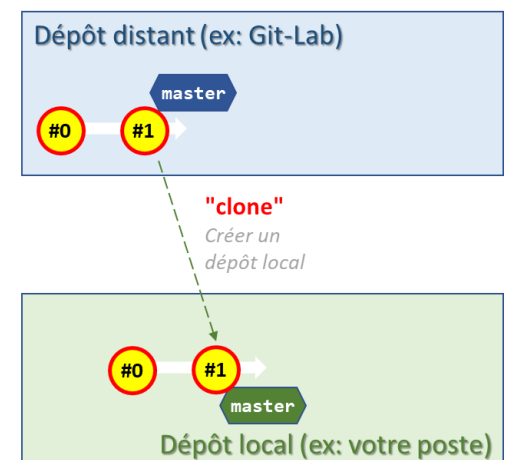 Dépôt distant (ex: Git-Lab)
master
#0 #1
"clone"
Créer un
dépôt local
#0 #1
master
Dépôt local (ex: votre poste)